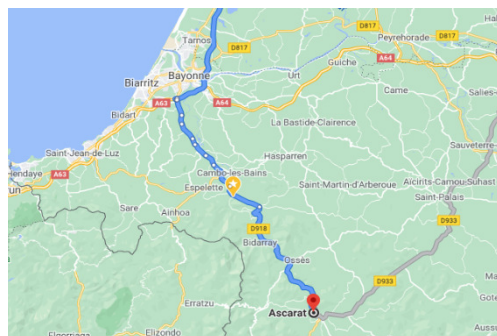 D817
Tarnos
Peyrehorade
D817
Bayonne
Guiche
A64
Biarritz
Urt
Came
Salles-
A63
A64
Bidart
La Bastide-Clairence
Saint-Jean-de-Luz
Sauveterre-
Hendaye
Hasparren
A63
Cambo-les-Bains
Aïcirits-Camou-Suhast
Espelette
Saint-Martin-d'Arberoue
Saint-Palais
Sare
Ainhoa
D918
D933
Bidarray
Ossès
D933
Erratzu
Ascarat
Elizondo